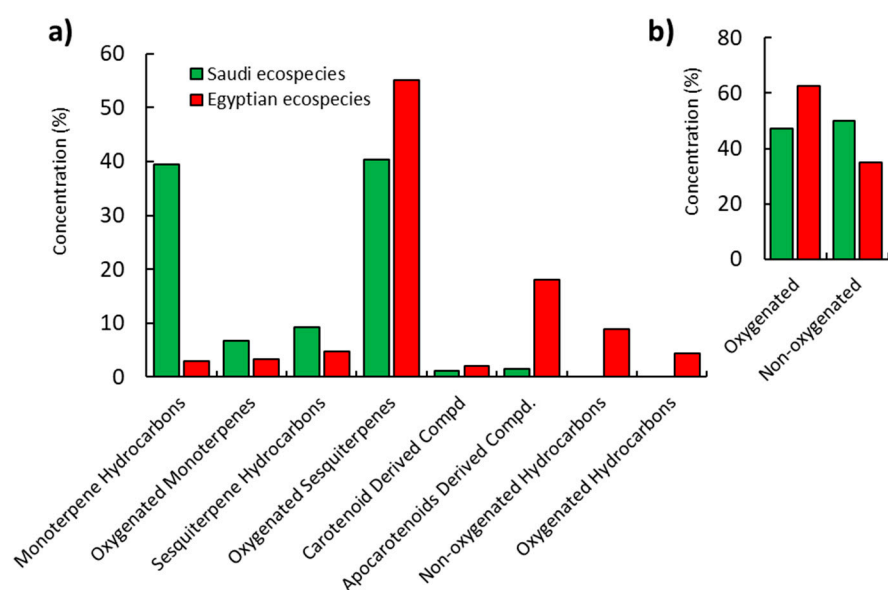 a)
Concentration (%)
60
50
40
30
20
10
0
Saudi ecospecies
Egyptian ecospecies
Monoterpene Hydrocarbons
Oxygenated Monoterpenes
Sesquiterpene Hydrocarbons
Oxygenated Sesquiterpenes
Carotenoid Derived Compd
Apocarotenoids Derived Compd.
Non-oxygenated Hydrocarbons
Oxygenated Hydrocarbons
b)
Concentration (%)
80
60
40
20
0
Oxygenated
Non-oxygenated